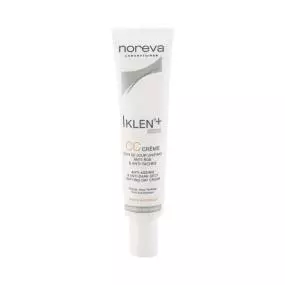 noreva
LABORATOIRES
IKLEN+
CC CRÈME
SOIN DE JOUR UNIFIANT
ANTI-ÂGE
& ANTI-TACHES
ANTI-AGEING
& ANTI-DARK SPOT
UNIFYING DAY CREAM